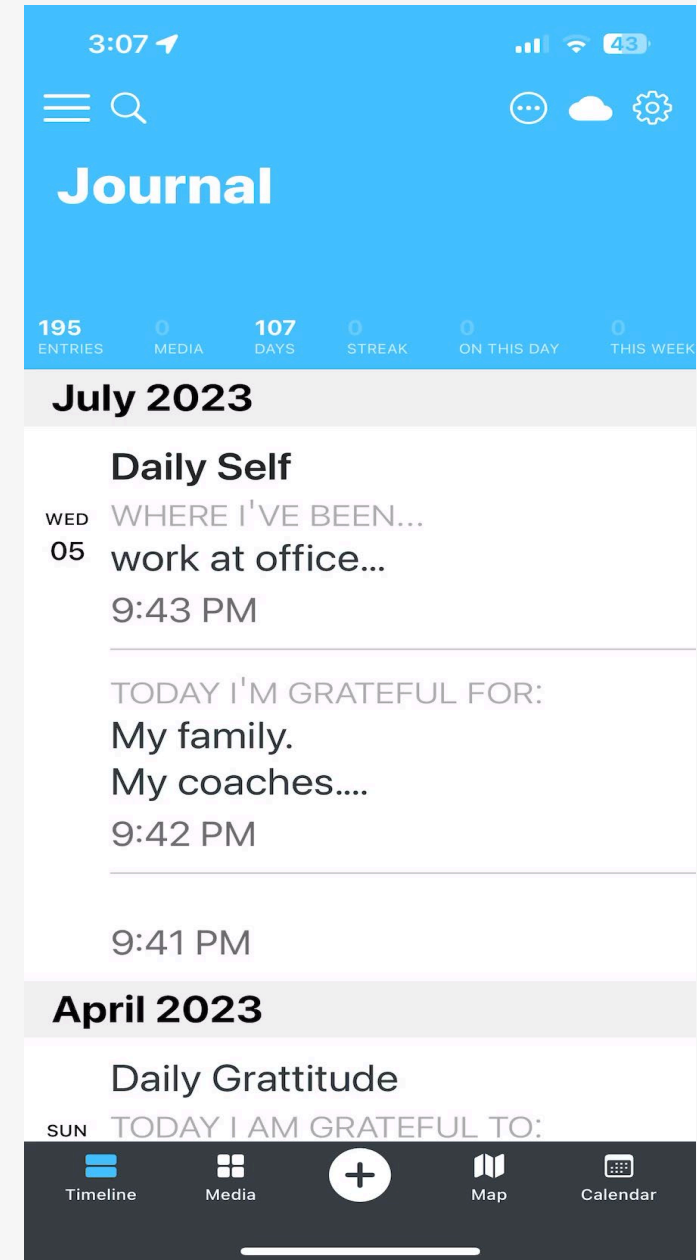 3:07
43
Journal
195 0 107 0 0 0
ENTRIES MEDIA DAYS STREAK ON THIS DAY THIS WEEK
July 2023
Daily Self
WED WHERE I'VE BEEN...
05 work at office...
9:43 PM
TODAY I'M GRATEFUL FOR:
My family.
My coaches....
9:42 PM
9:41 PM
April 2023
Daily Grattitude
SUN TODAY I AM GRATEFUL TO:
Timeline Media Map Calendar